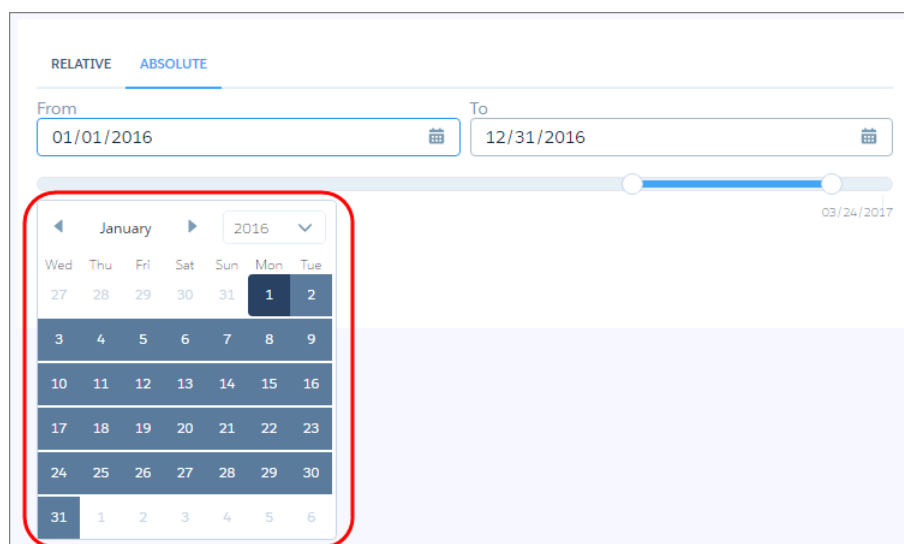 RELATIVE ABSOLUTE
From To
01/01/2016 12/31/2016
03/24/2017
January 2016
Wed Thu Fri Sat Sun Mon Tue
27 28 29 30 31 1 2
3 4 5 6 7 8 9
10 11 12 13 14 15 16
17 18 19 20 21 22 23
24 25 26 27 28 29 30
31 1 2 3 4 5 6